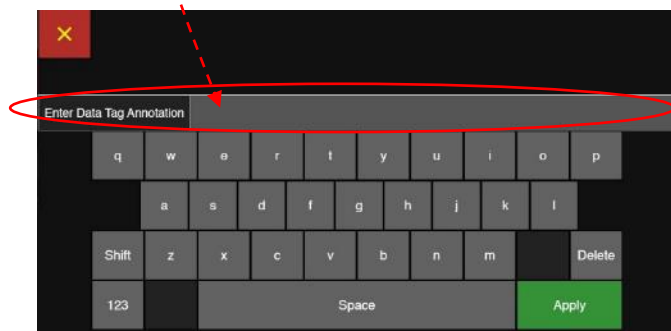 ×
Enter Data Tag Annotation
q w e r t y u i o p
a s d f g h j k l
Shift z x c v b n m Delete
123 Space Apply